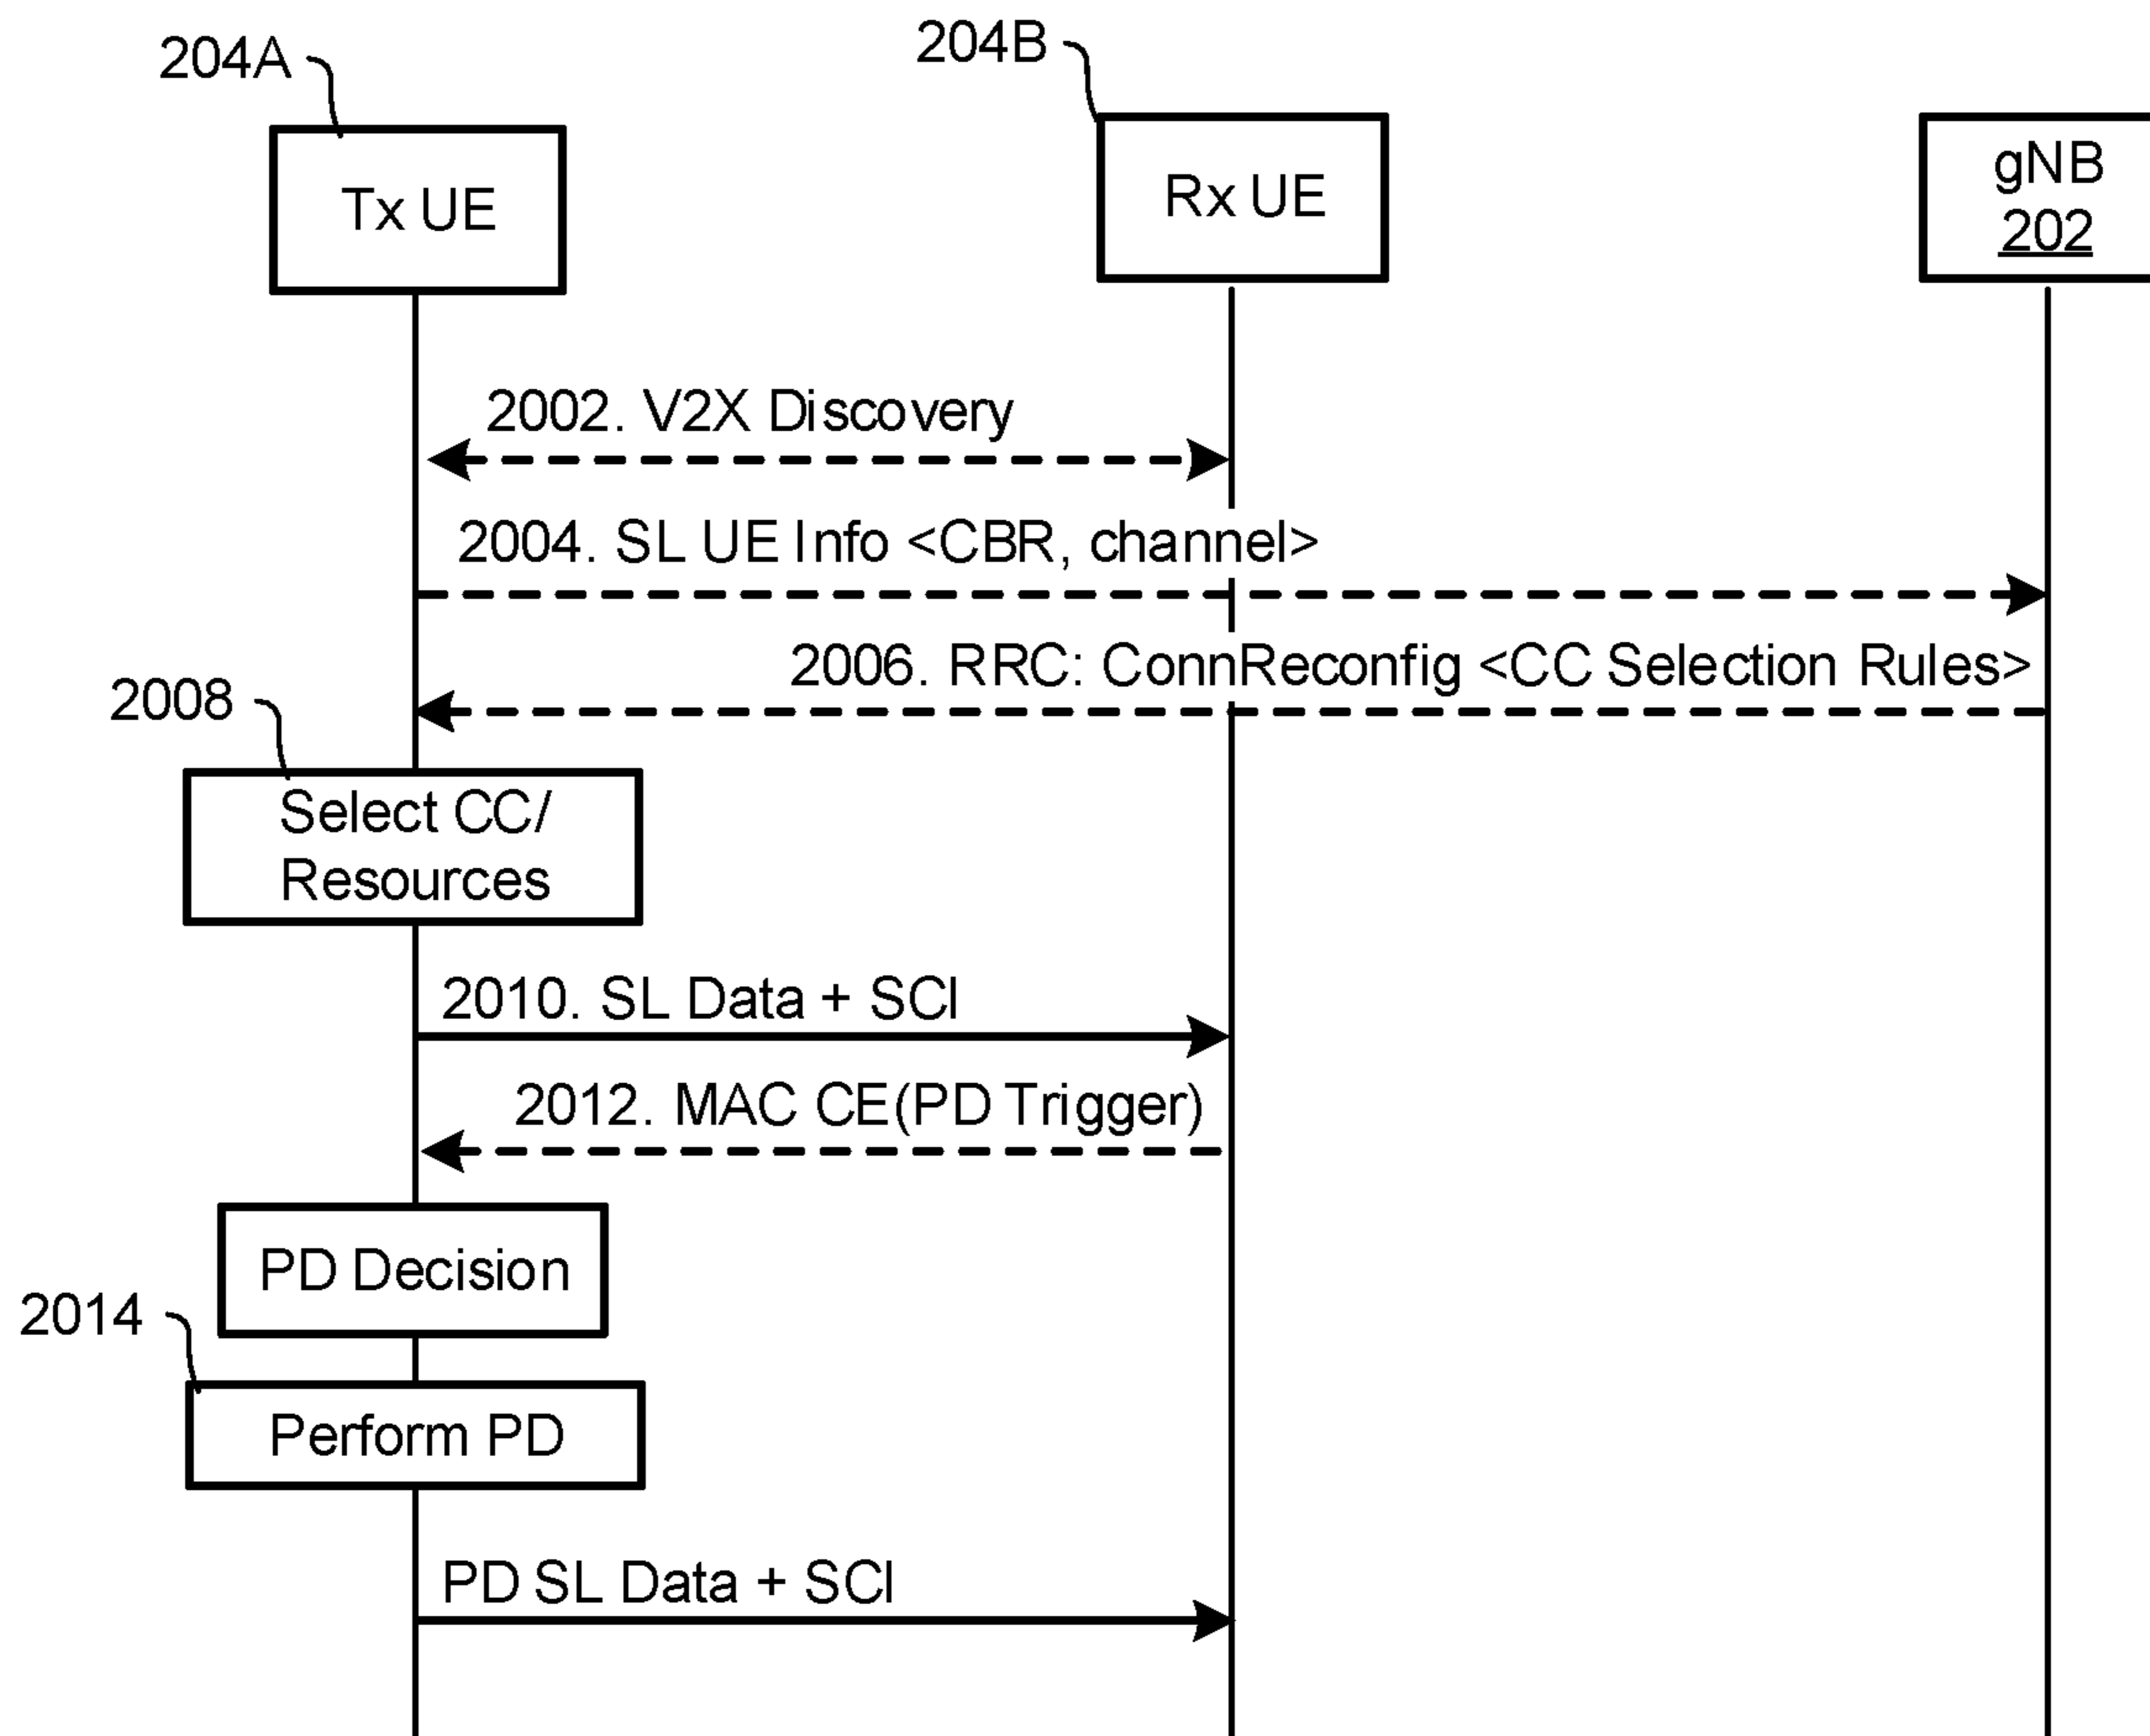 204A
204B
Tx UE
Rx UE
gNB
202
2002. V2X Discovery
2004. SL UE Info <CBR, channel>
2006. RRC: ConnReconfig <CC Selection Rules>
2008
Select CC/
Resources
2010. SL Data + SCI
2012. MAC CE(PD Trigger)
PD Decision
2014
Perform PD
PD SL Data + SCI